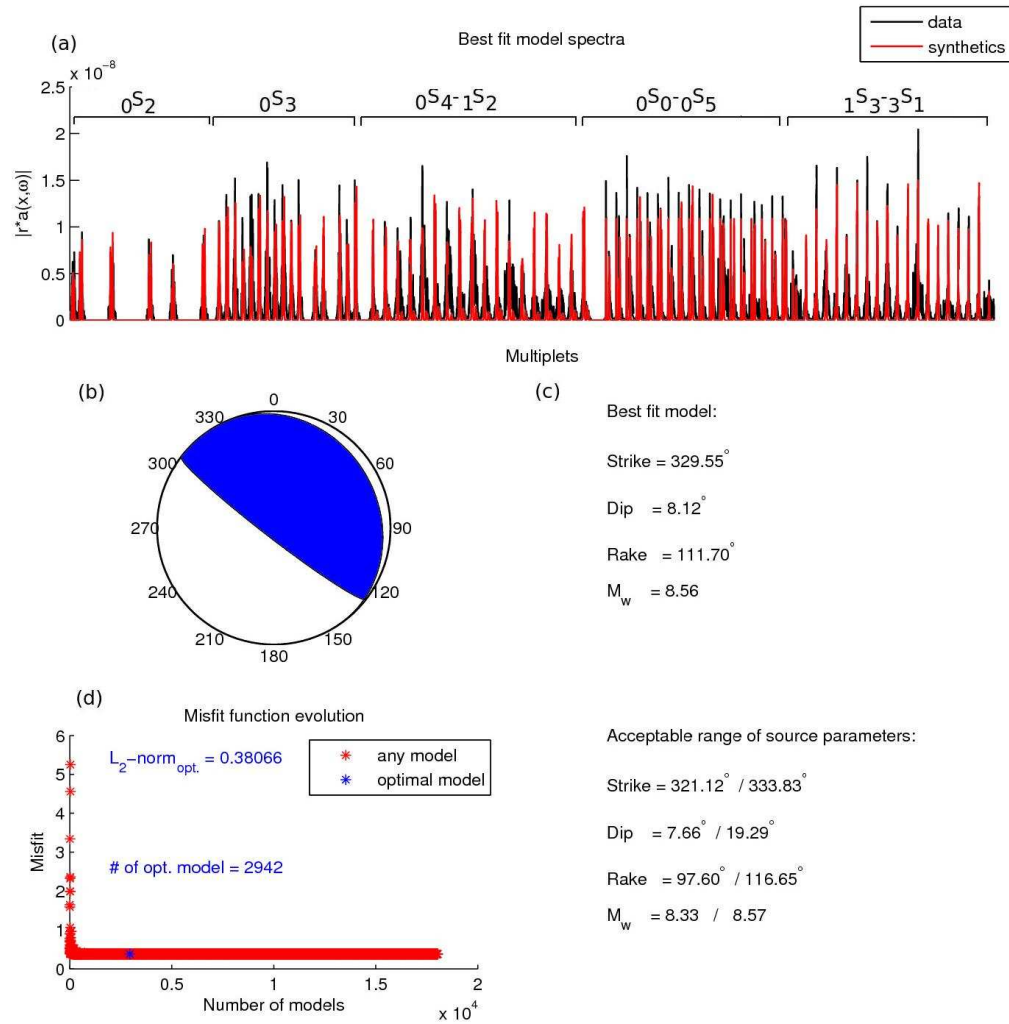 data
synthetics
(a)
Best fit model spectra
x 10⁻⁸
₀S₂ ₀S₃ ₀S₄-₁S₂ ₀S₀-₀S₅ ₁S₃-₃S₁
2.5
2
1.5
1
0.5
0
|r*a(x,ω)|
Multiplets
(b)
0
30
60
90
120
150
180
210
240
270
300
330
(c)
Best fit model:
Strike = 329.55°
Dip = 8.12°
Rake = 111.70°
M_w = 8.56
(d)
Misfit function evolution
L₂−norm_opt. = 0.38066
# of opt. model = 2942
any model
optimal model
Misfit
6
5
4
3
2
1
0
0 0.5 1 1.5 2
Number of models
x 10⁴
Acceptable range of source parameters:
Strike = 321.12° / 333.83°
Dip = 7.66° / 19.29°
Rake = 97.60° / 116.65°
M_w = 8.33 / 8.57